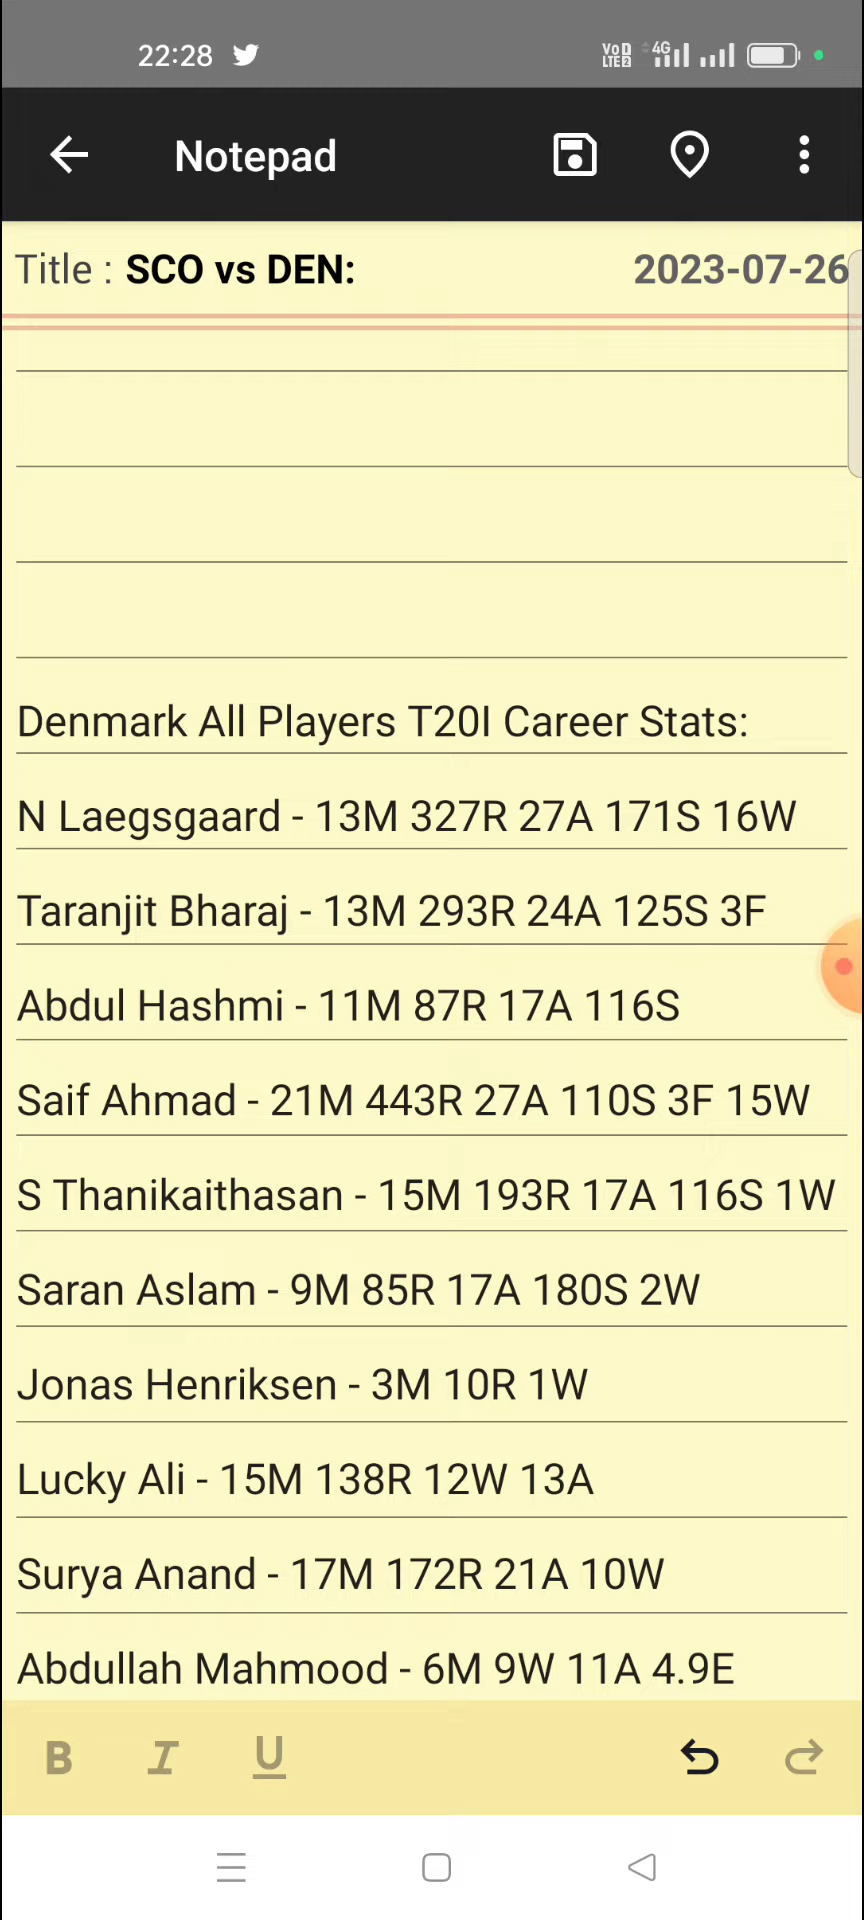 22:28 VoD LTE2 4G
Notepad
Title : SCO vs DEN: 2023-07-26
Denmark All Players T20I Career Stats:
N Laegsgaard - 13M 327R 27A 171S 16W
Taranjit Bharaj - 13M 293R 24A 125S 3F
Abdul Hashmi - 11M 87R 17A 116S
Saif Ahmad - 21M 443R 27A 110S 3F 15W
S Thanikaithasan - 15M 193R 17A 116S 1W
Saran Aslam - 9M 85R 17A 180S 2W
Jonas Henriksen - 3M 10R 1W
Lucky Ali - 15M 138R 12W 13A
Surya Anand - 17M 172R 21A 10W
Abdullah Mahmood - 6M 9W 11A 4.9E
B I U